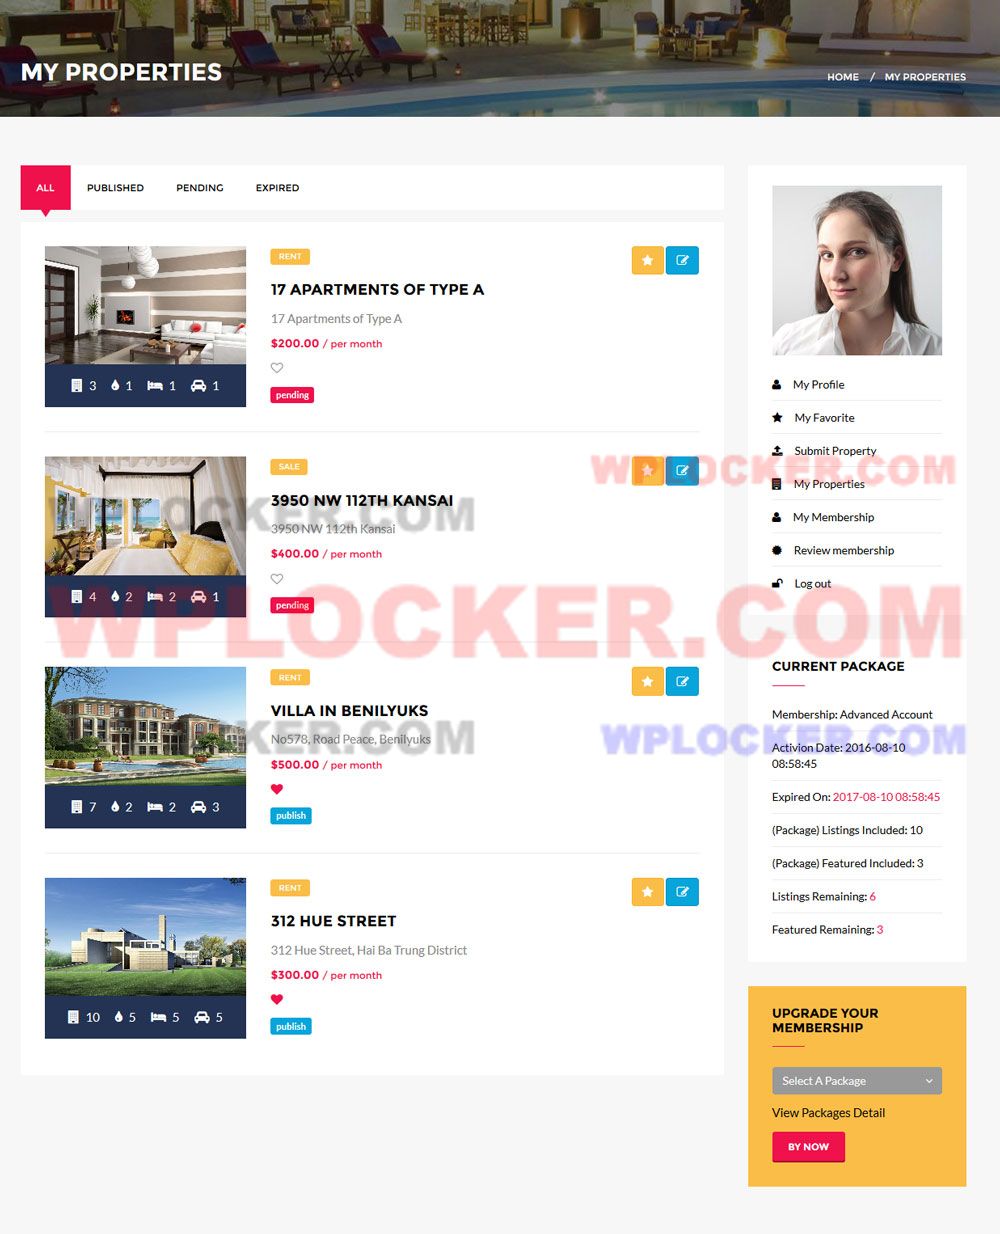 MY PROPERTIES
HOME / MY PROPERTIES
ALL PUBLISHED PENDING EXPIRED
RENT
17 APARTMENTS OF TYPE A
17 Apartments of Type A
$200.00 / per month
pending
3 1 1 1
SALE
3950 NW 112TH KANSAI
3950 NW 112th Kansai
$400.00 / per month
pending
4 2 2 1
RENT
VILLA IN BENILYUKS
No578, Road Peace, Benilyuks
$500.00 / per month
publish
7 2 2 3
RENT
312 HUE STREET
312 Hue Street, Hai Ba Trung District
$300.00 / per month
publish
10 5 5 5
My Profile
My Favorite
Submit Property
My Properties
My Membership
Review membership
Log out
CURRENT PACKAGE
Membership: Advanced Account
Activion Date: 2016-08-10
08:58:45
Expired On: 2017-08-10 08:58:45
(Package) Listings Included: 10
(Package) Featured Included: 3
Listings Remaining: 6
Featured Remaining: 3
UPGRADE YOUR
MEMBERSHIP
Select A Package
View Packages Detail
BY NOW
WPLOCKER.COM
WPLOCKER.COM
WPLOCKER.COM
WPLOCKER.COM
WPLOCKER.COM